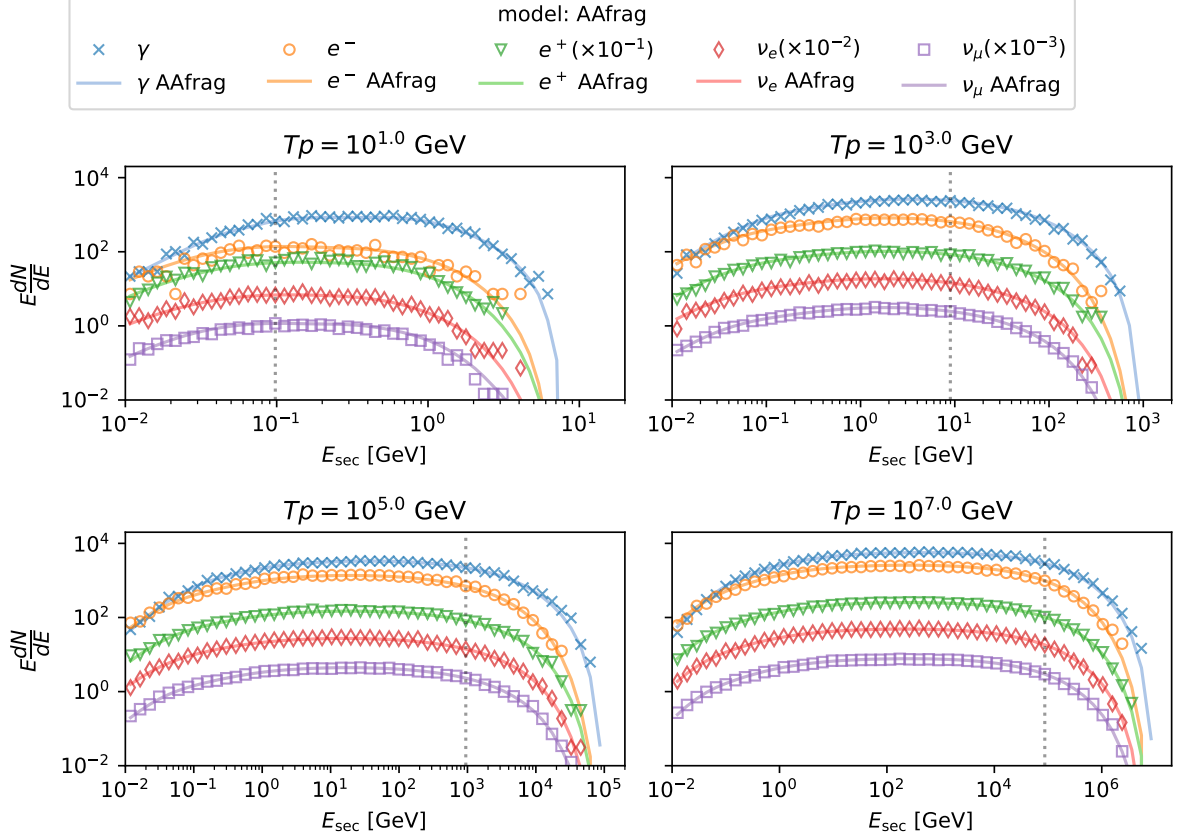 model: AAfrag
γ e⁻ e⁺(×10⁻¹) ν_e(×10⁻²) ν_μ(×10⁻³)
γ AAfrag e⁻ AAfrag e⁺ AAfrag ν_e AAfrag ν_μ AAfrag
Tp = 10^{1.0} GeV Tp = 10^{3.0} GeV
10⁴
10²
10⁰
10⁻²
E dN/dE
10⁻² 10⁻¹ 10⁰ 10¹ 10⁻² 10⁻¹ 10⁰ 10¹ 10² 10³
E_sec [GeV] E_sec [GeV]
Tp = 10^{5.0} GeV Tp = 10^{7.0} GeV
10⁴
10²
10⁰
10⁻²
E dN/dE
10⁻² 10⁻¹ 10⁰ 10¹ 10² 10³ 10⁴ 10⁵ 10⁻² 10⁰ 10² 10⁴ 10⁶
E_sec [GeV] E_sec [GeV]